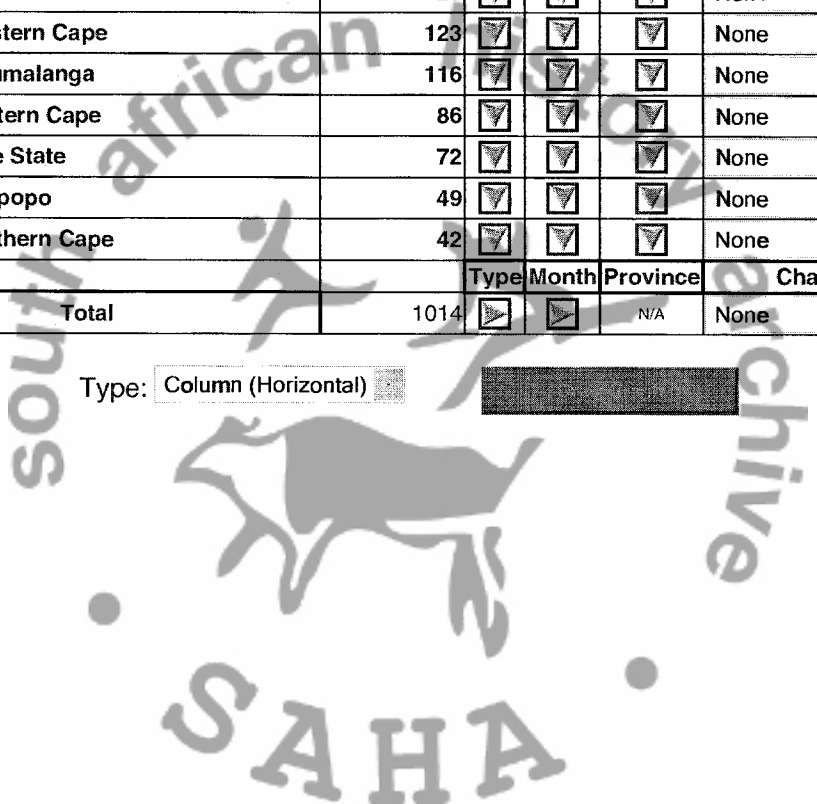 stern Cape 123 None
umalanga 116 None
tern Cape 86 None
e State 72 None
popo 49 None
thern Cape 42 None
Type Month Province Cha
Total 1014 N/A None
Type: Column (Horizontal)
south african history archive
SAHA